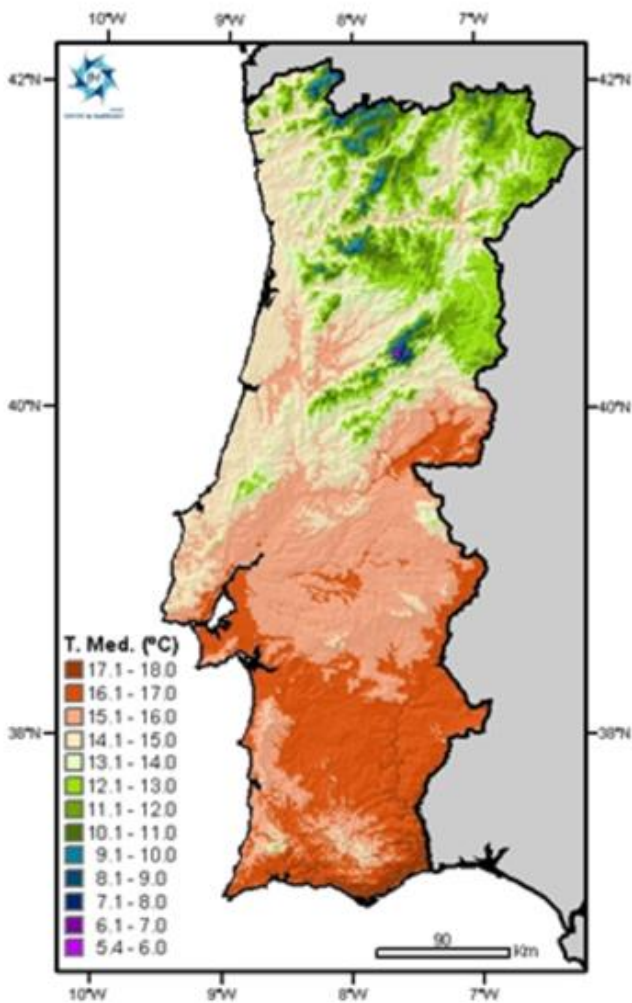 10°W 9°W 8°W 7°W
42°N 42°N
40°N 40°N
T. Med. (ºC)
17.1 - 18.0
16.1 - 17.0
15.1 - 16.0
38°N 38°N
14.1 - 15.0
13.1 - 14.0
12.1 - 13.0
11.1 - 12.0
10.1 - 11.0
9.1 - 10.0
8.1 - 9.0
7.1 - 8.0
6.1 - 7.0
5.4 - 6.0
90
Km
10°W 9°W 8°W 7°W